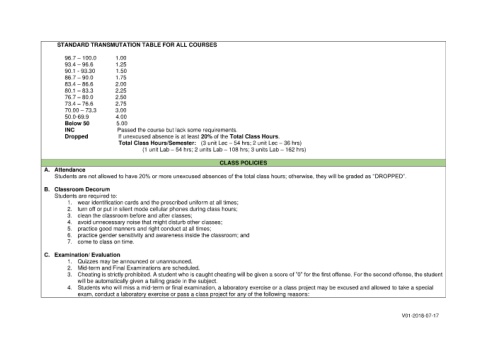 STANDARD TRANSMUTATION TABLE FOR ALL COURSES
96.7 – 100.0 1.00
93.4 – 96.6 1.25
90.1 - 93.30 1.50
86.7 – 90.0 1.75
83.4 – 86.6 2.00
80.1 – 83.3 2.25
76.7 – 80.0 2.50
73.4 – 76.6 2.75
70.00 – 73.3 3.00
50.0-69.9 4.00
Below 50 5.00
INC Passed the course but lack some requirements.
Dropped If unexcused absence is at least 20% of the Total Class Hours.
Total Class Hours/Semester: (3 unit Lec - 54 hrs; 2 unit Lec – 36 hrs)
(1 unit Lab – 54 hrs; 2 units Lab – 108 hrs; 3 units Lab – 162 hrs)
CLASS POLICIES
A. Attendance
Students are not allowed to have 20% or more unexcused absences of the total class hours; otherwise, they will be graded as "DROPPED".
B. Classroom Decorum
Students are required to:
1. wear identification cards and the prescribed uniform at all times;
2. turn off or put in silent mode cellular phones during class hours;
3. clean the classroom before and after classes;
4. avoid unnecessary noise that might disturb other classes;
5. practice good manners and right conduct at all times;
6. practice gender sensitivity and awareness inside the classroom; and
7. come to class on time.
C. Examination/ Evaluation
1. Quizzes may be announced or unannounced.
2. Mid-term and Final Examinations are scheduled.
3. Cheating is strictly prohibited. A student who is caught cheating will be given a score of "0" for the first offense. For the second offense, the student
will be automatically given a failing grade in the subject.
4. Students who will miss a mid-term or final examination, a laboratory exercise or a class project may be excused and allowed to take a special
exam, conduct a laboratory exercise or pass a class project for any of the following reasons:
V01-2018-07-17